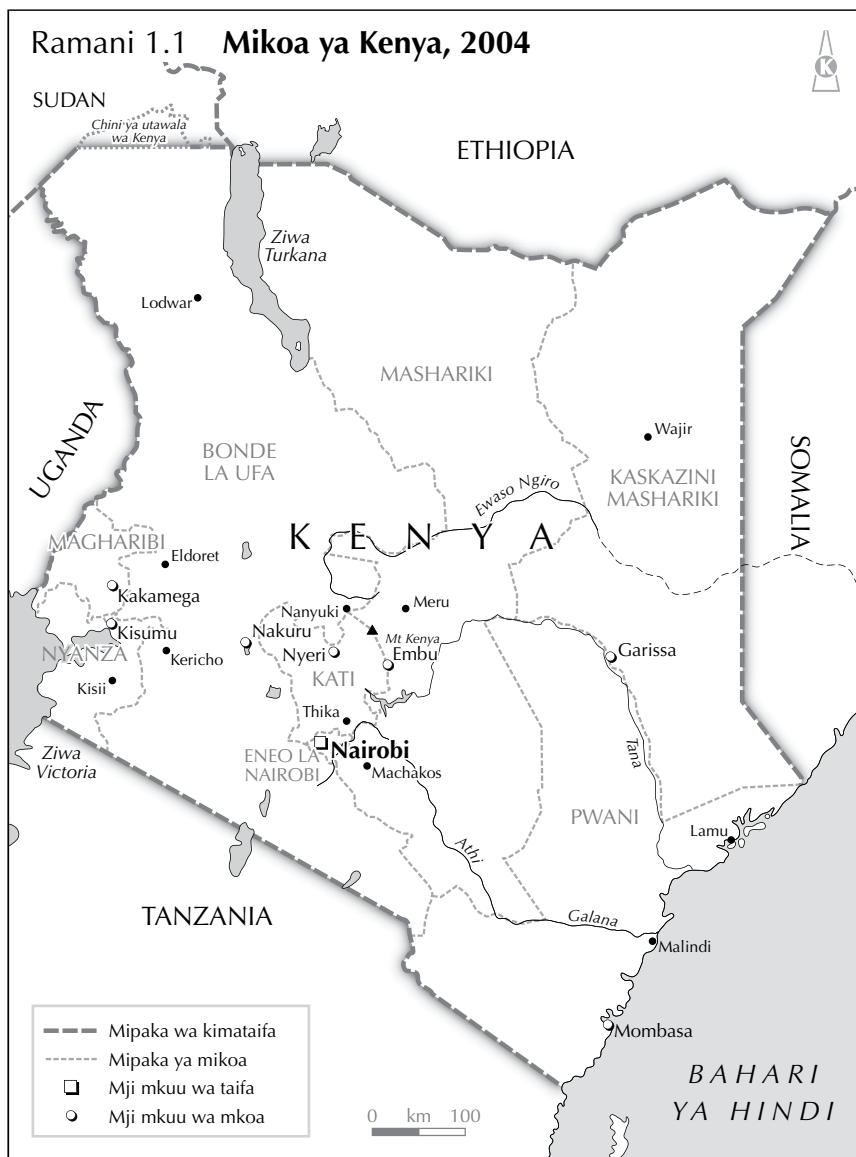 Ramani 1.1 Mikoa ya Kenya, 2004
K
SUDAN
Chini ya utawala
wa Kenya
ETHIOPIA
Ziwa
Turkana
Lodwar
MASHARIKI
UGANDA
Wajir
SOMALIA
BONDE
LA UFA
KASKAZINI
MASHARIKI
Ewaso Ngiro
KENYA
MAGHARIBI
Eldoret
Kakamega
Nanyuki
Meru
Kisumu
Nakuru
Mt Kenya
NYANZA
Kericho
Nyeri
Embu
Garissa
Kisii
KATI
Thika
Nairobi
Ziwa
Victoria
ENEO LA
NAIROBI
Machakos
Tana
PWANI
Lamu
Athi
TANZANIA
Galana
Malindi
Mombasa
Mipaka wa kimataifa
Mipaka ya mikoa
Mji mkuu wa taifa
Mji mkuu wa mkoa
0 km 100
BAHARI
YA HINDI